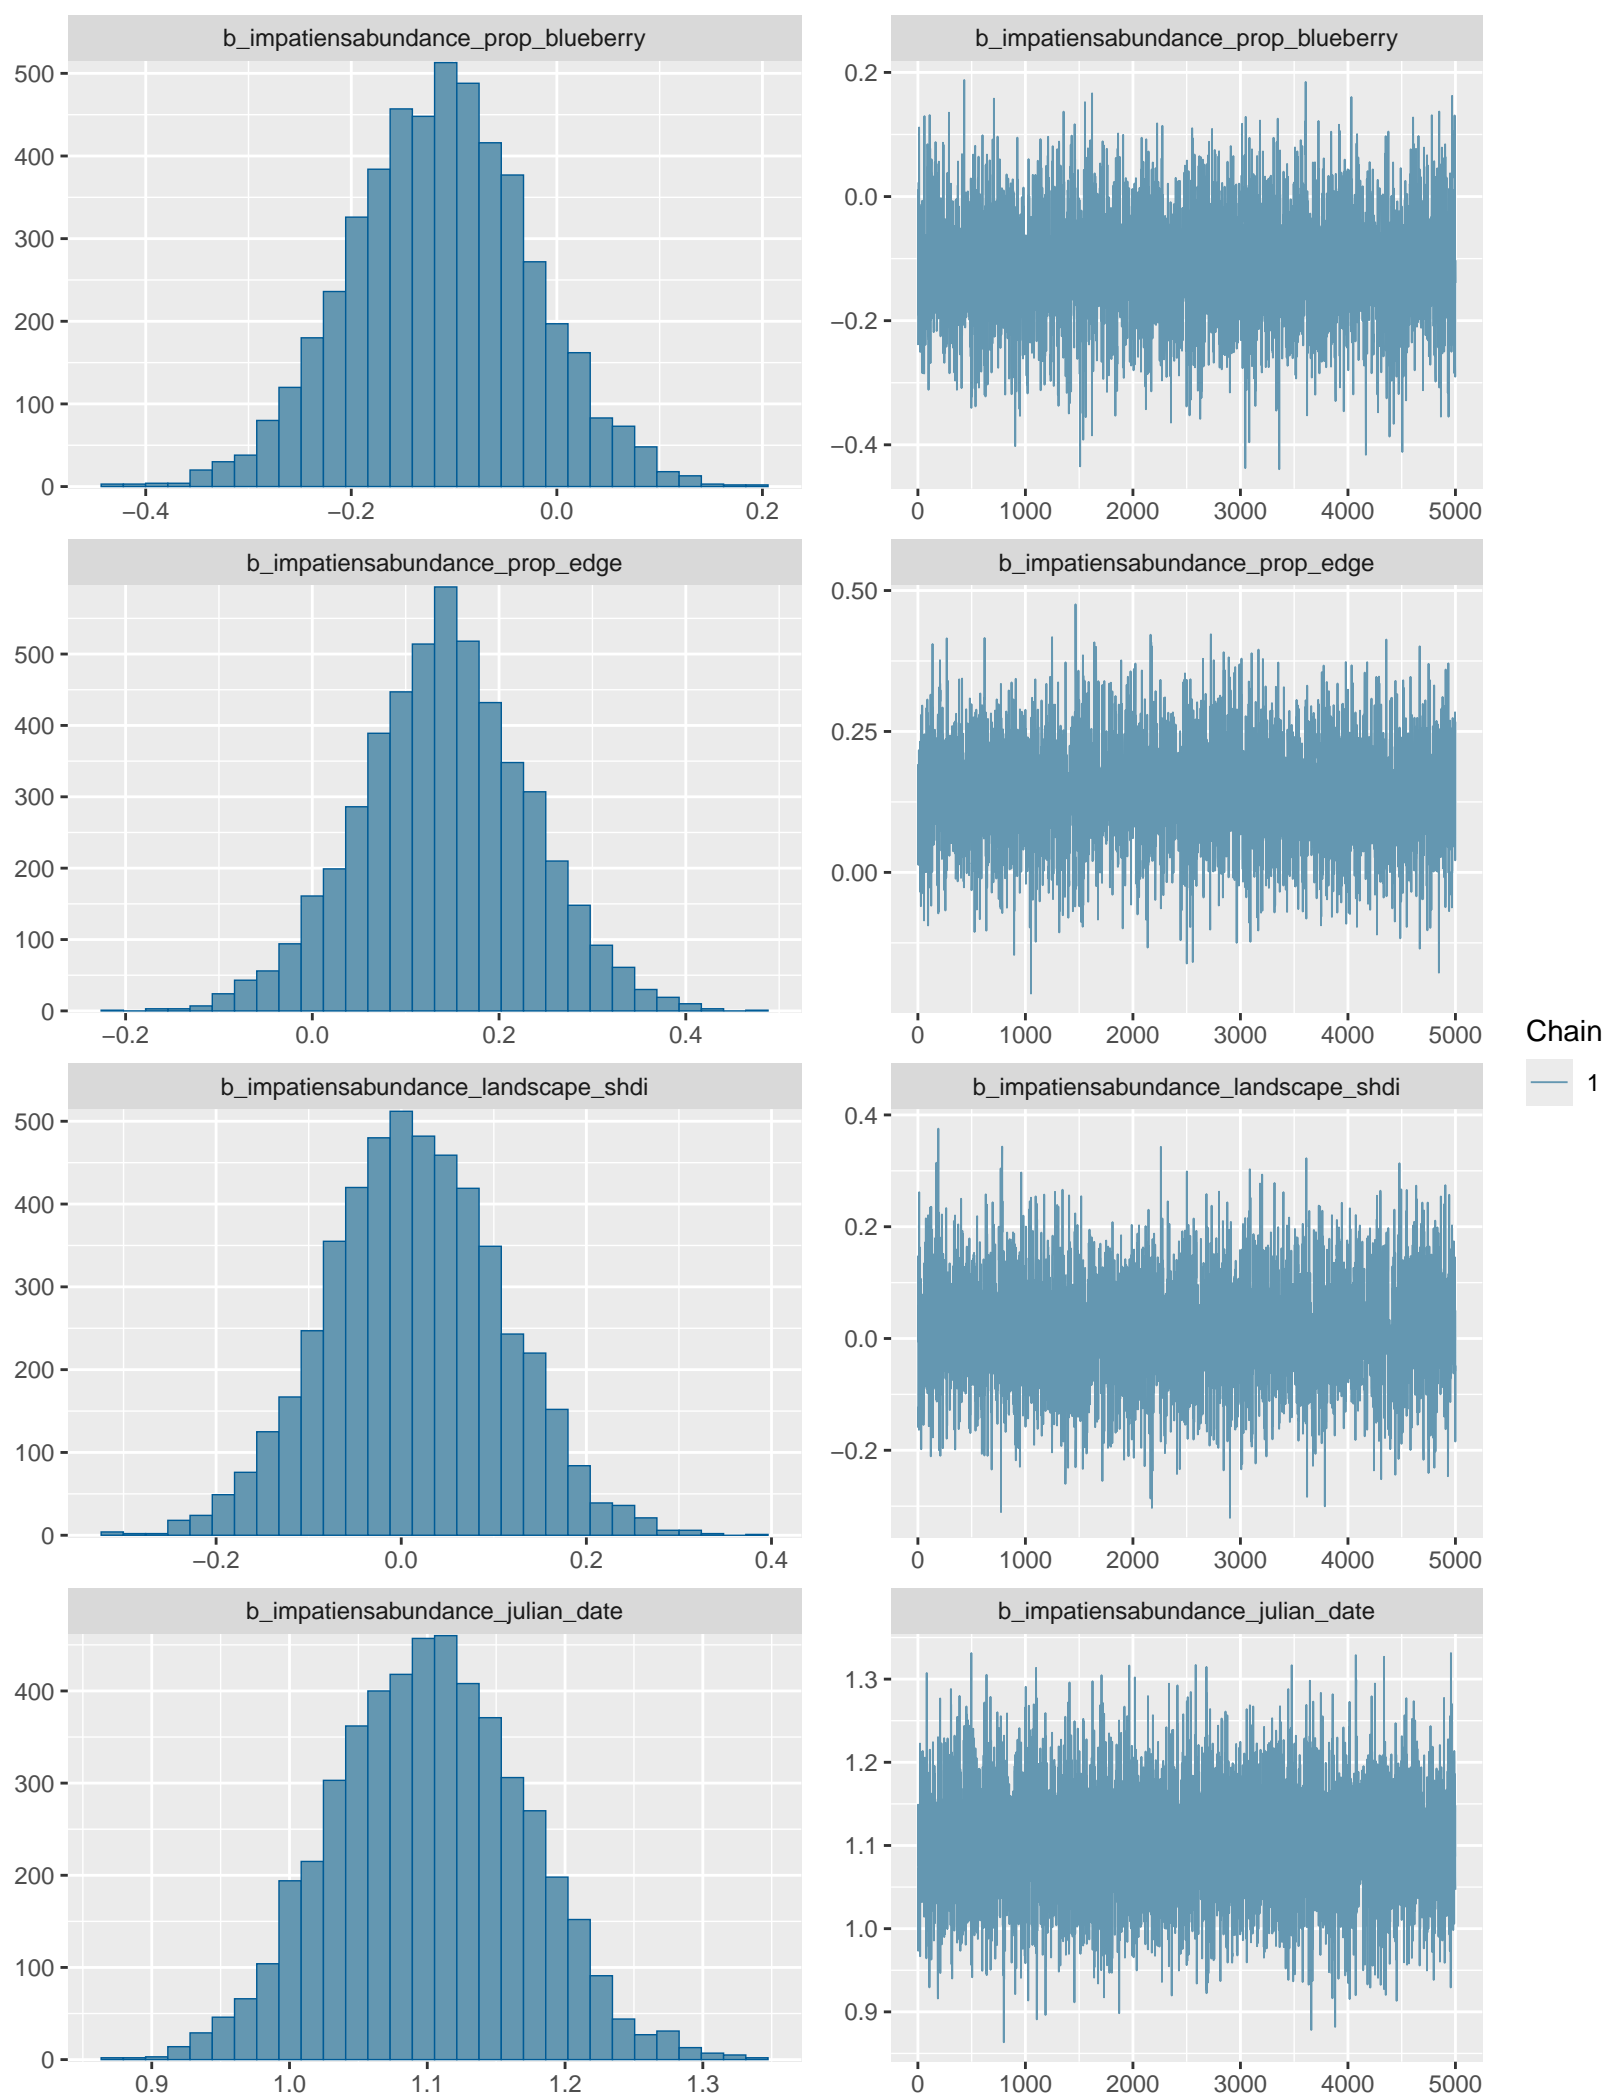 b_impatiensabundance_prop_blueberry
500
400
300
200
100
0
−0.4 −0.2 0.0 0.2
b_impatiensabundance_prop_blueberry
0.2
0.0
−0.2
−0.4
0 1000 2000 3000 4000 5000
b_impatiensabundance_prop_edge
500
400
300
200
100
0
−0.2 0.0 0.2 0.4
b_impatiensabundance_prop_edge
0.50
0.25
0.00
0 1000 2000 3000 4000 5000
b_impatiensabundance_landscape_shdi
500
400
300
200
100
0
−0.2 0.0 0.2 0.4
b_impatiensabundance_landscape_shdi
0.4
0.2
0.0
−0.2
0 1000 2000 3000 4000 5000
b_impatiensabundance_julian_date
400
300
200
100
0
0.9 1.0 1.1 1.2 1.3
b_impatiensabundance_julian_date
1.3
1.2
1.1
1.0
0.9
0 1000 2000 3000 4000 5000
Chain
1